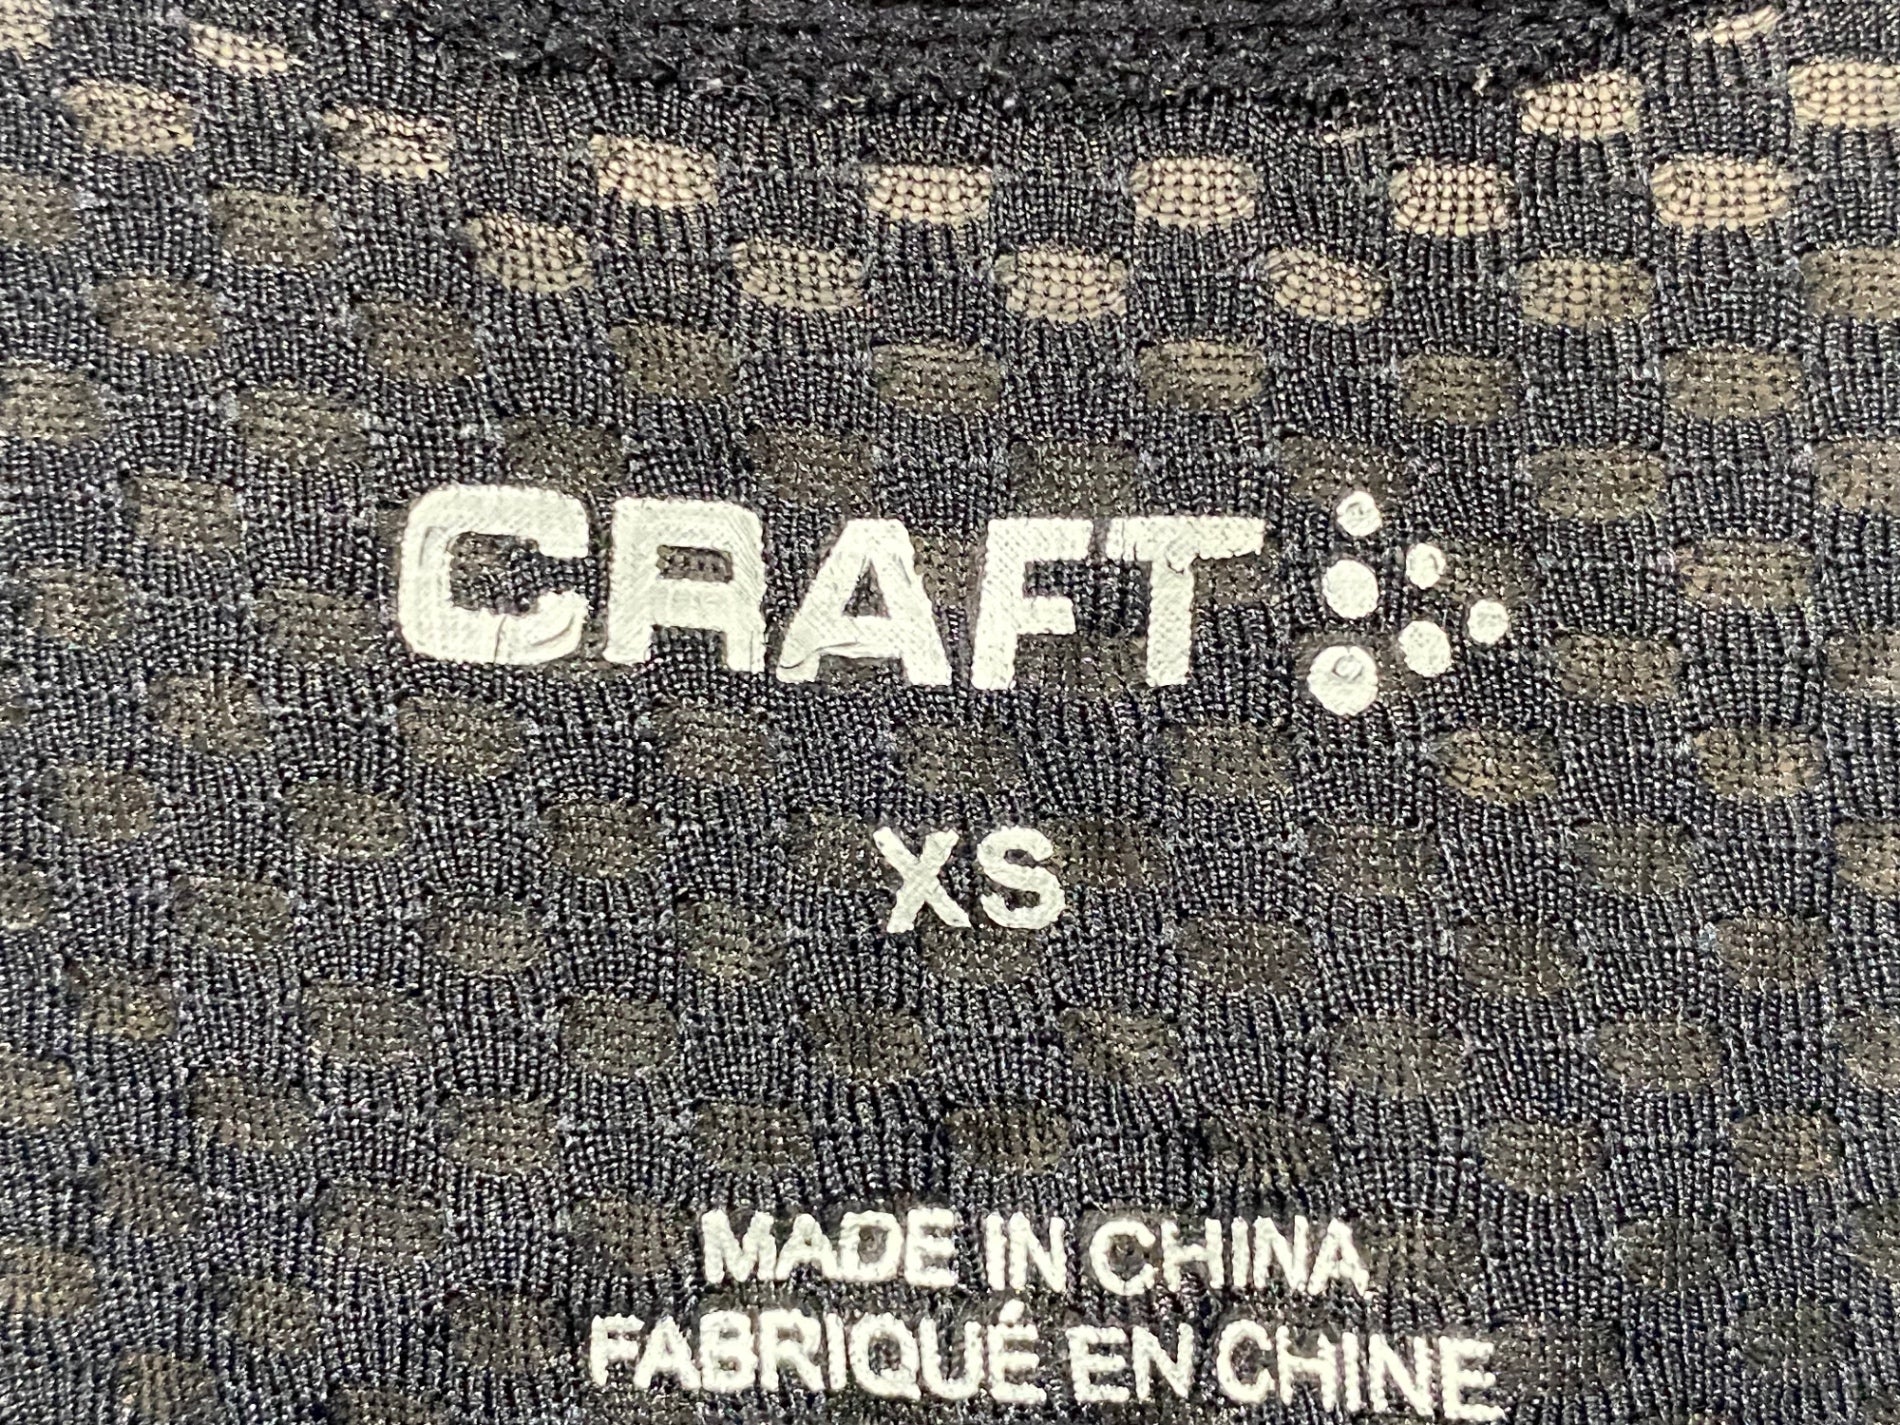 CRAFT
XS
MADE IN CHINA
FABRIQUÉ EN CHINE